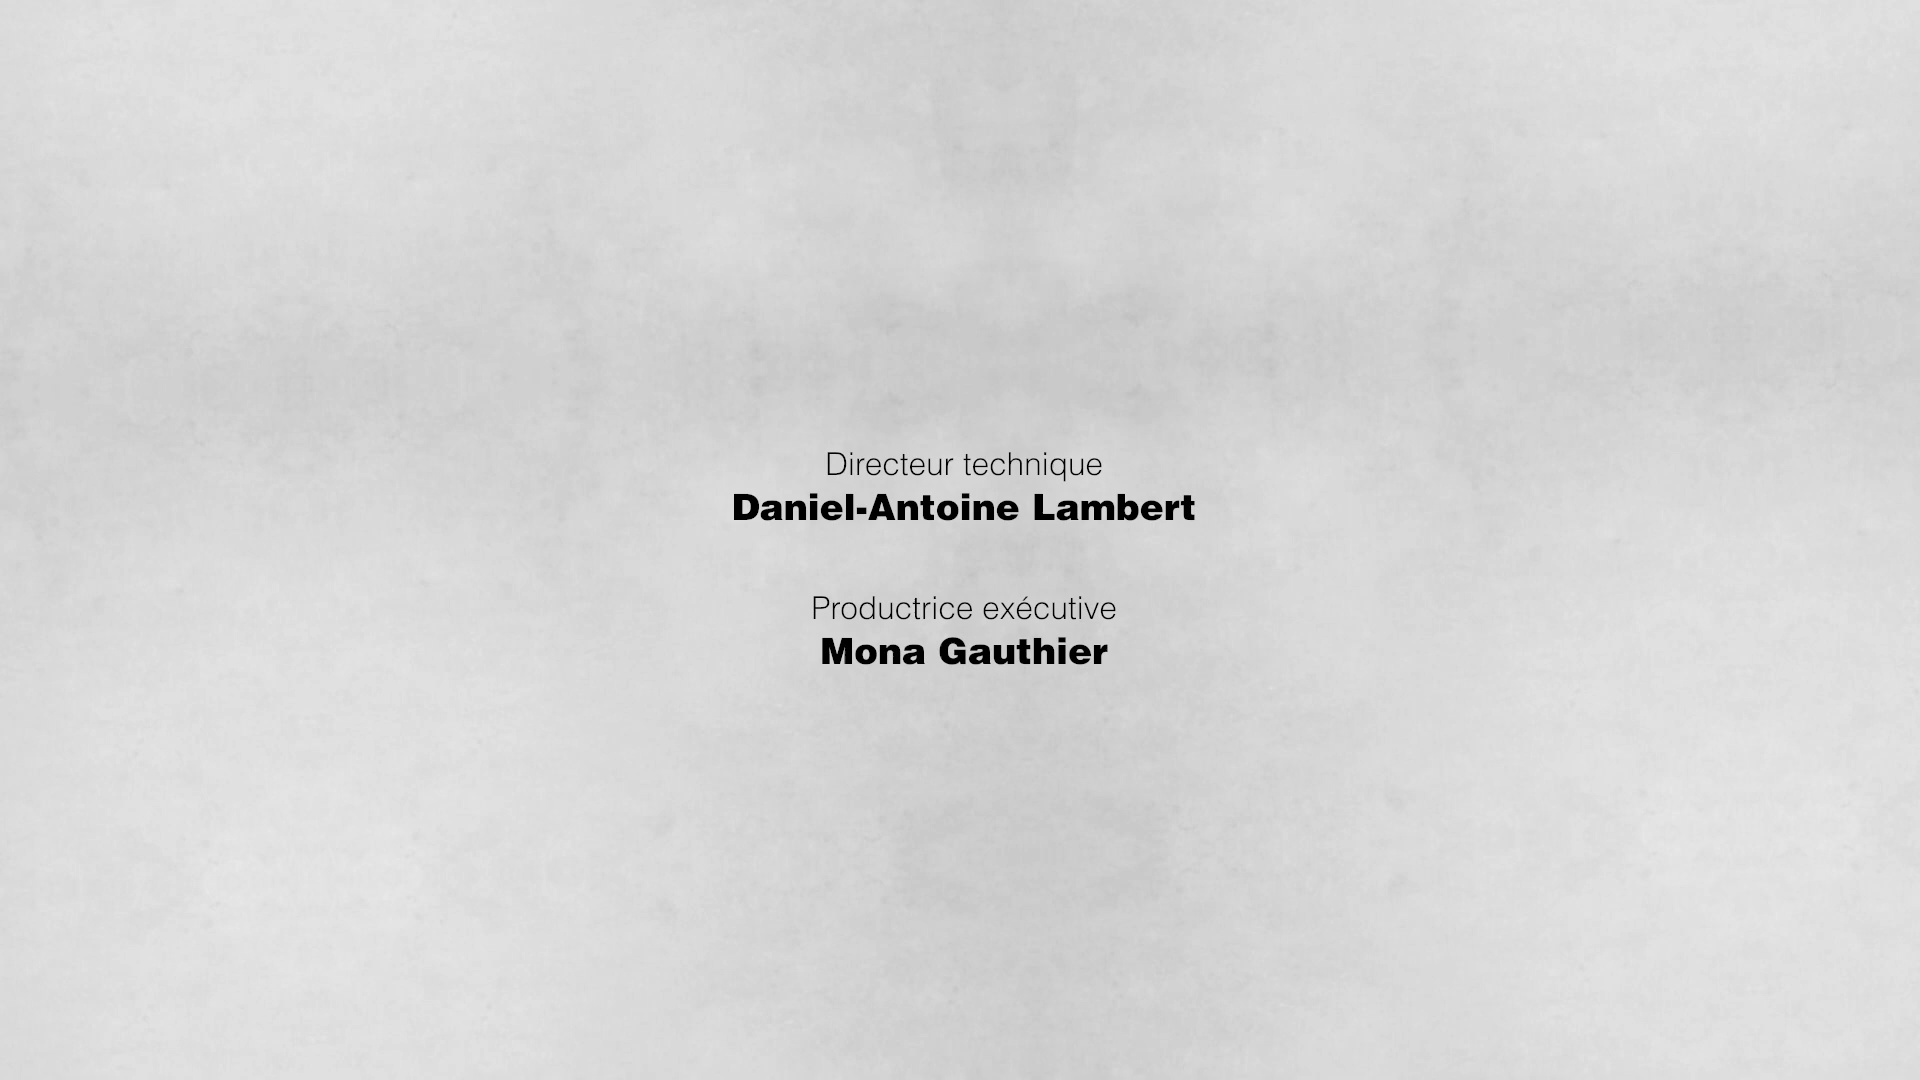 Directeur technique
Daniel-Antoine Lambert
Productrice exécutive
Mona Gauthier